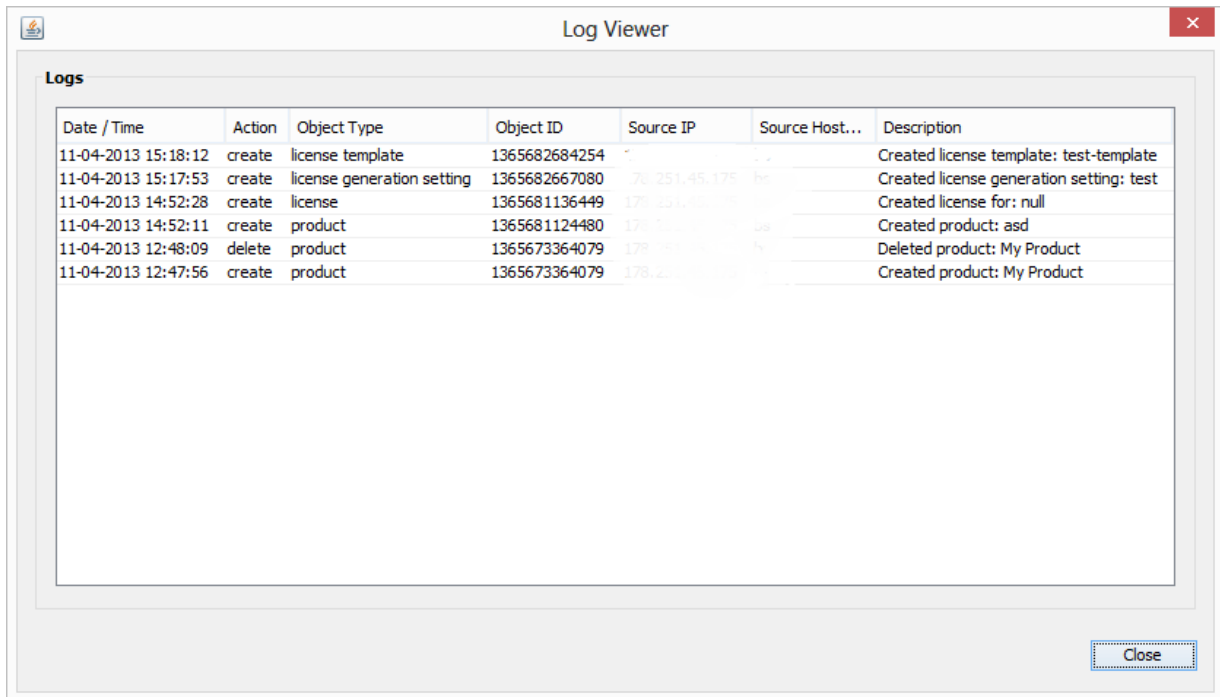 Log Viewer
Logs
Date / Time Action Object Type Object ID Source IP Source Host... Description
11-04-2013 15:18:12 create license template 1365682684254 Created license template: test-template
11-04-2013 15:17:53 create license generation setting 1365682667080 Created license generation setting: test
11-04-2013 14:52:28 create license 1365681136449 Created license for: null
11-04-2013 14:52:11 create product 1365681124480 Created product: asd
11-04-2013 12:48:09 delete product 1365673364079 Deleted product: My Product
11-04-2013 12:47:56 create product 1365673364079 Created product: My Product
Close